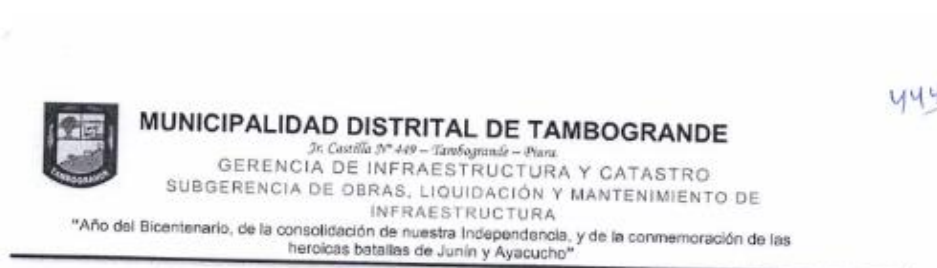 MUNICIPALIDAD DISTRITAL DE TAMBOGRANDE
Jr. Castilla Nº 449 – Tambogrande – Piura
GERENCIA DE INFRAESTRUCTURA Y CATASTRO
SUBGERENCIA DE OBRAS, LIQUIDACIÓN Y MANTENIMIENTO DE
INFRAESTRUCTURA
"Año del Bicentenario, de la consolidación de nuestra Independencia, y de la conmemoración de las
heroicas batallas de Junín y Ayacucho"
TAMBOGRANDE